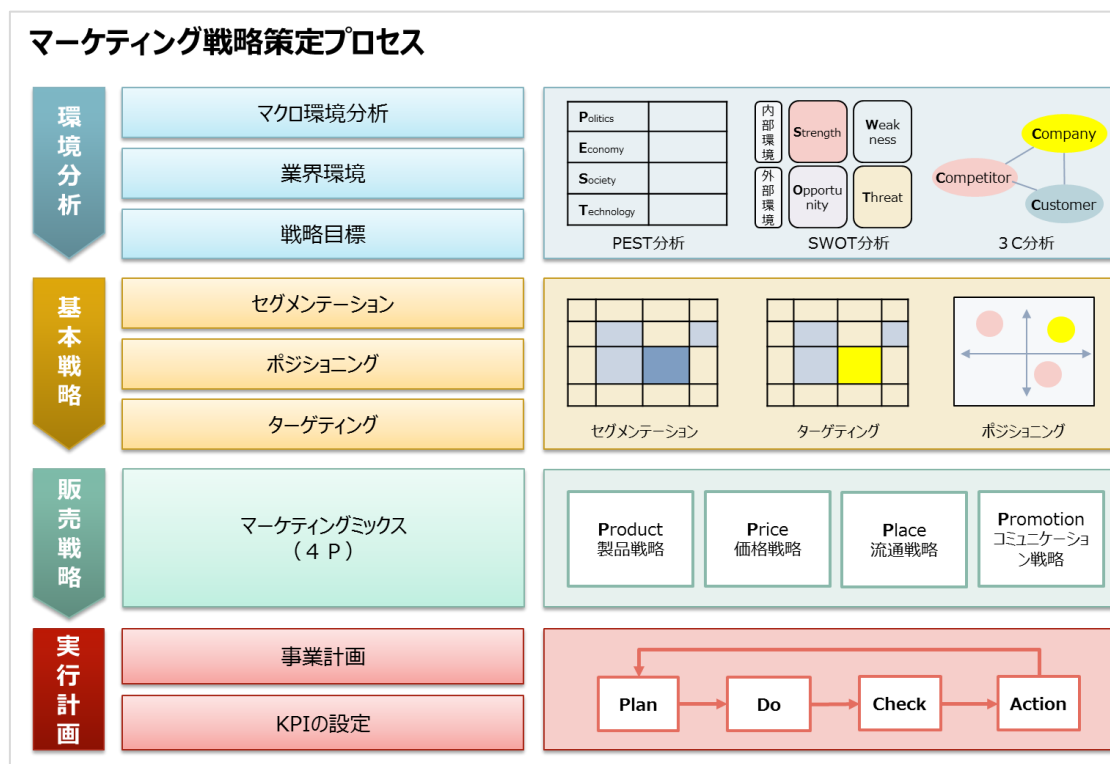 マーケティング戦略策定プロセス
環境分析
マクロ環境分析
業界環境
戦略目標
Politics
Economy
Society
Technology
PEST分析
内部環境
外部環境
Strength
Weak
ness
Opportu
nity
Threat
SWOT分析
Company
Competitor
Customer
３C分析
基本戦略
セグメンテーション
ポジショニング
ターゲティング
セグメンテーション
ターゲティング
ポジショニング
販売戦略
マーケティングミックス
（４P）
Product
製品戦略
Price
価格戦略
Place
流通戦略
Promotion
コミュニケーショ
ン戦略
実行計画
事業計画
KPIの設定
Plan
Do
Check
Action